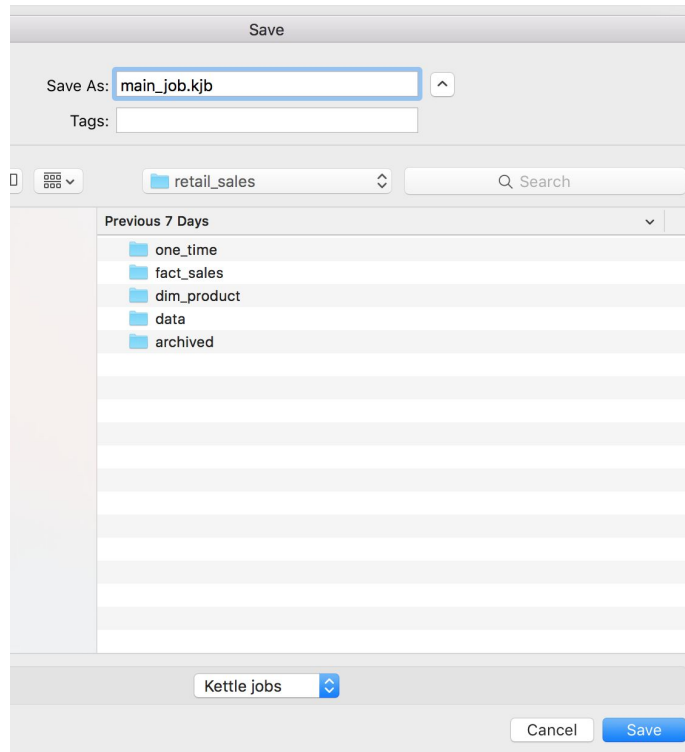 Save
Save As: main_job.kjb
Tags:
retail_sales
Search
Previous 7 Days
one_time
fact_sales
dim_product
data
archived
Kettle jobs
Cancel Save